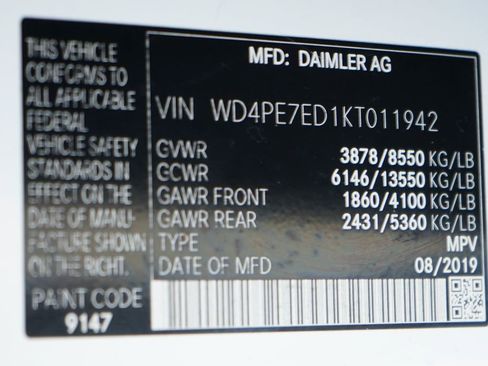 THIS VEHICLE
CONFORMS TO
ALL APPLICABLE
FEDERAL
VEHICLE SAFETY
STANDARDS IN
EFFECT ON THE
DATE OF MANU-
FACTURE SHOWN
ON THE RIGHT.
PAINT CODE
9147
MFD: DAIMLER AG
VIN WD4PE7ED1KT011942
GVWR 3878/8550 KG/LB
GCWR 6146/13550 KG/LB
GAWR FRONT 1860/4100 KG/LB
GAWR REAR 2431/5360 KG/LB
TYPE MPV
DATE OF MFD 08/2019